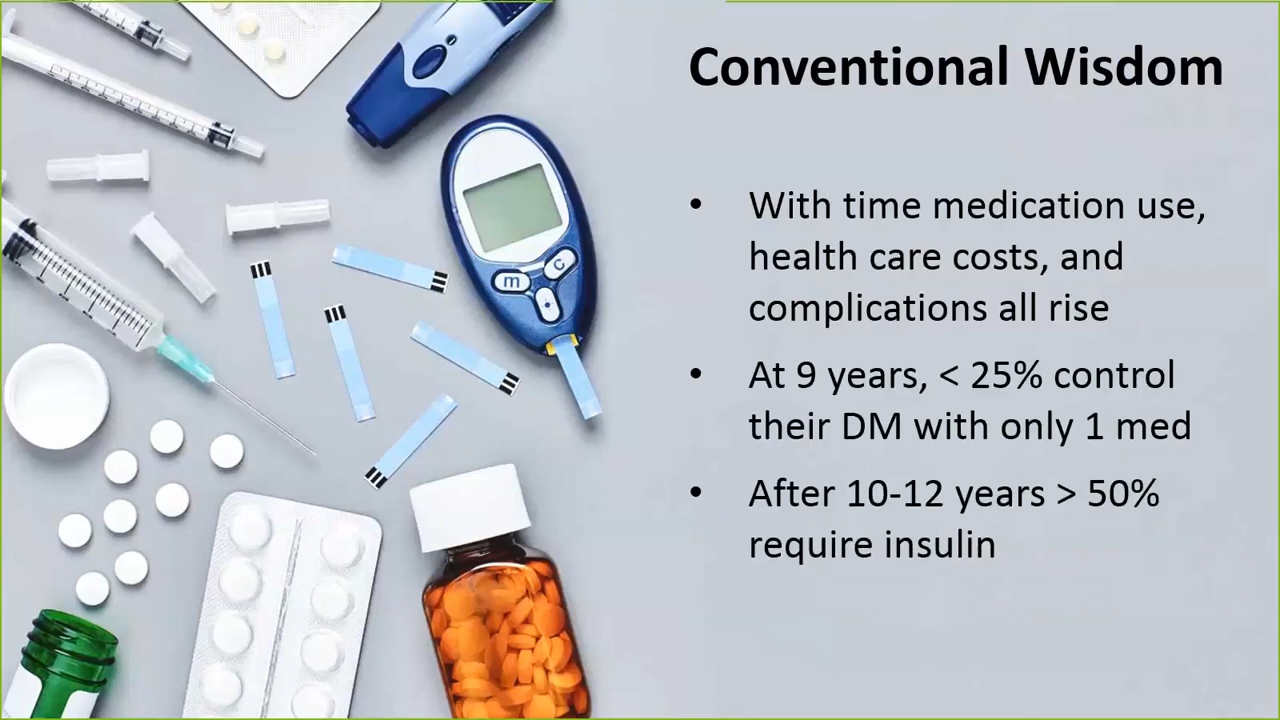 Conventional Wisdom
• With time medication use,
health care costs, and
complications all rise
• At 9 years, < 25% control
their DM with only 1 med
• After 10-12 years > 50%
require insulin
m
c